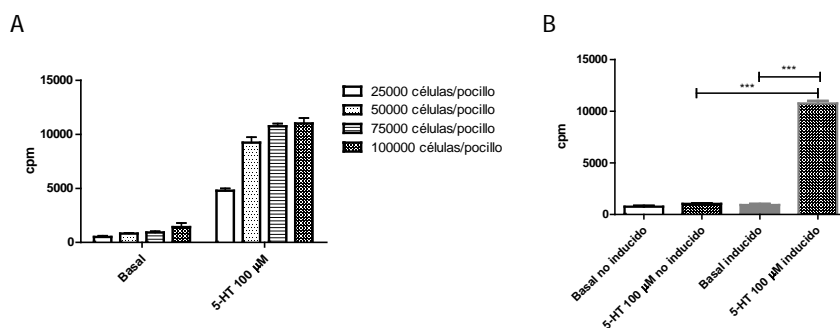 A
15000
10000
5000
0
cpm
Basal
5-HT 100 µM
25000 células/pocillo
50000 células/pocillo
75000 células/pocillo
100000 células/pocillo
B
15000
10000
5000
0
cpm
***
***
Basal no inducido
5-HT 100 µM no inducido
Basal inducido
5-HT 100 µM inducido